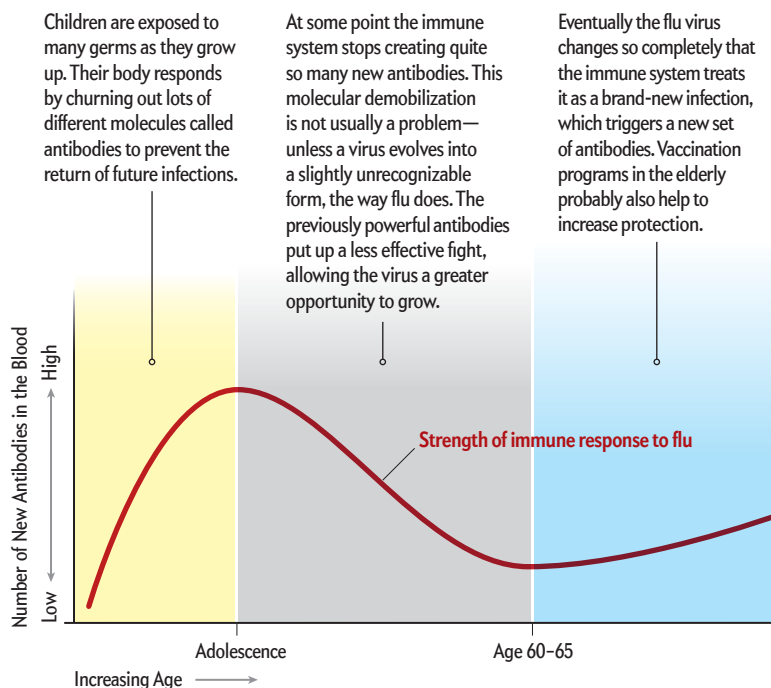 Children are exposed to
many germs as they grow
up. Their body responds
by churning out lots of
different molecules called
antibodies to prevent the
return of future infections.
At some point the immune
system stops creating quite
so many new antibodies. This
molecular demobilization
is not usually a problem—
unless a virus evolves into
a slightly unrecognizable
form, the way flu does. The
previously powerful antibodies
put up a less effective fight,
allowing the virus a greater
opportunity to grow.
Eventually the flu virus
changes so completely that
the immune system treats
it as a brand-new infection,
which triggers a new set
of antibodies. Vaccination
programs in the elderly
probably also help to
increase protection.
Number of New Antibodies in the Blood
High
Low
Strength of immune response to flu
Adolescence
Age 60–65
Increasing Age